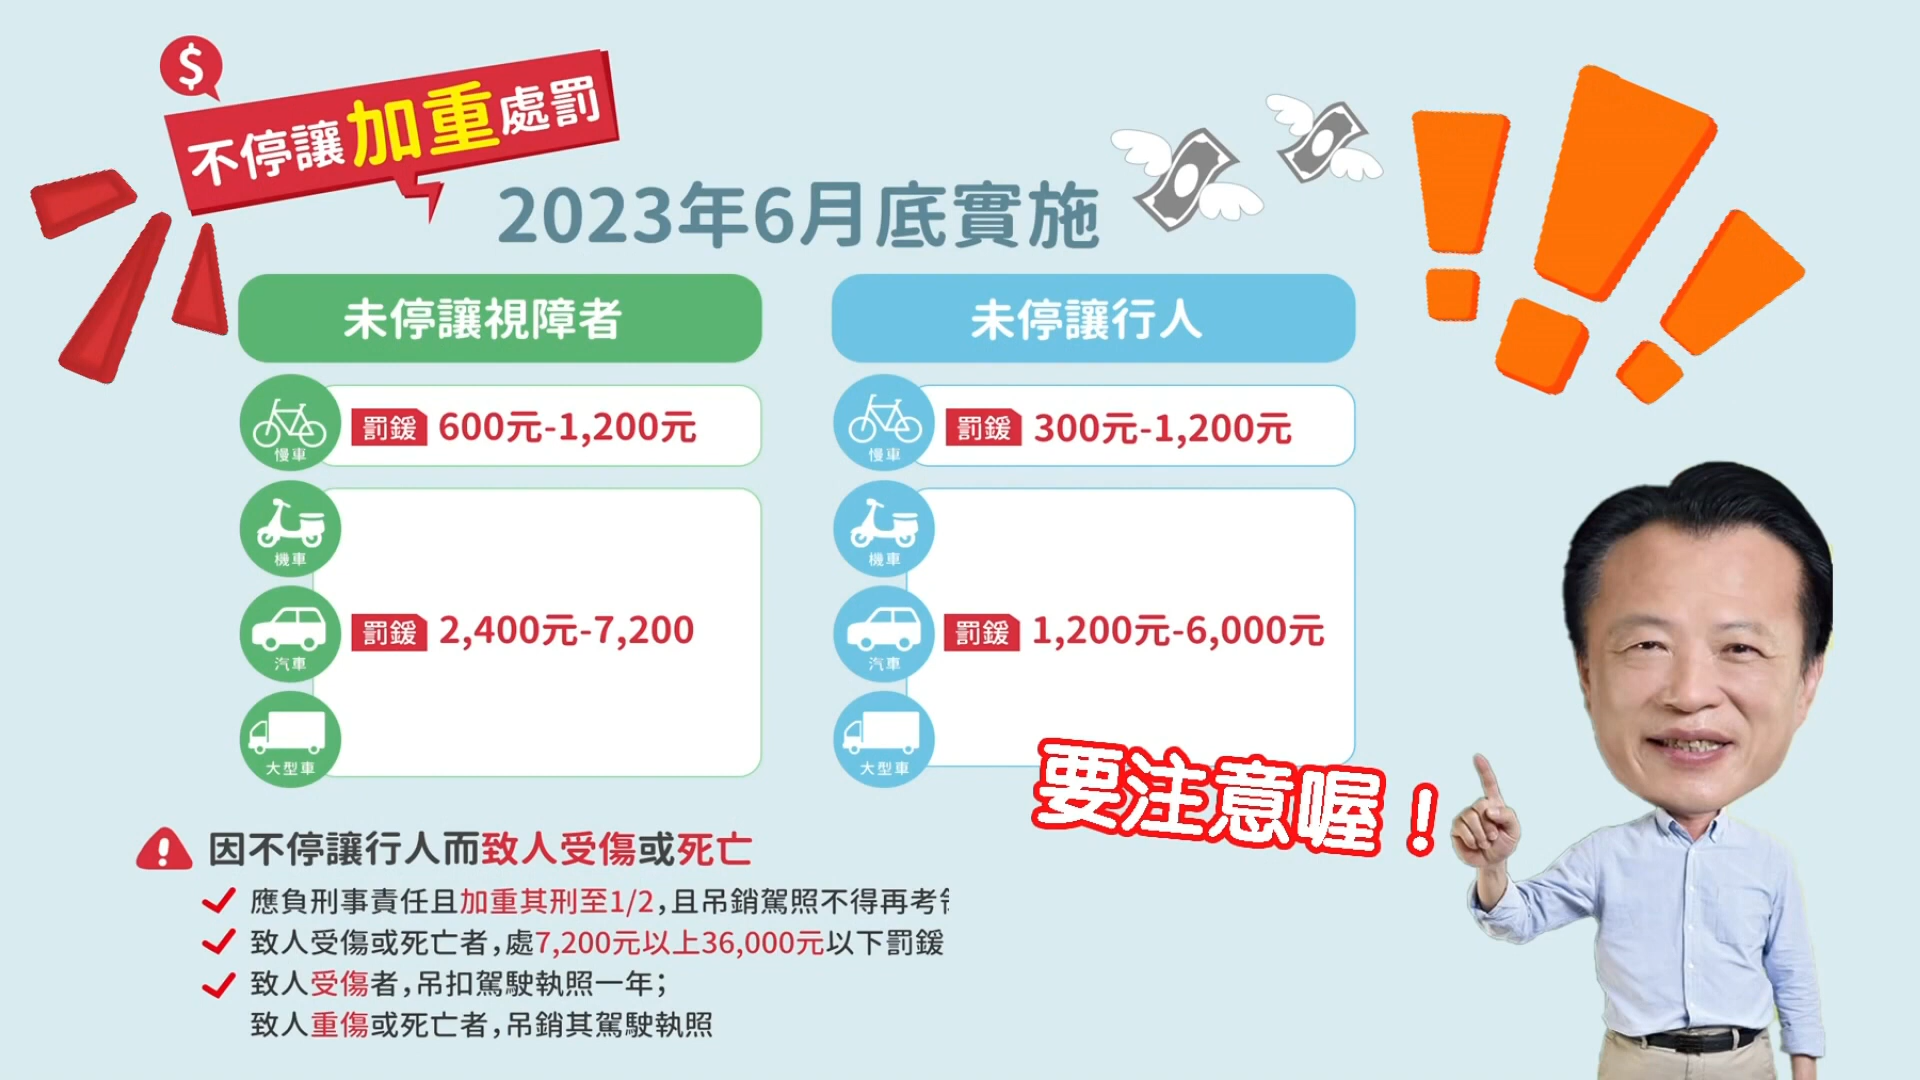 $
不停讓加重處罰
2023年6月底實施
未停讓視障者
慢車
罰鍰 600元-1,200元
機車
汽車
罰鍰 2,400元-7,200
大型車
未停讓行人
慢車
罰鍰 300元-1,200元
機車
汽車
罰鍰 1,200元-6,000元
大型車
要注意喔！
因不停讓行人而致人受傷或死亡
應負刑事責任且加重其刑至1/2，且吊銷駕照不得再考
致人受傷或死亡者，處7,200元以上36,000元以下罰鍰
致人受傷者，吊扣駕駛執照一年；
致人重傷或死亡者，吊銷其駕駛執照